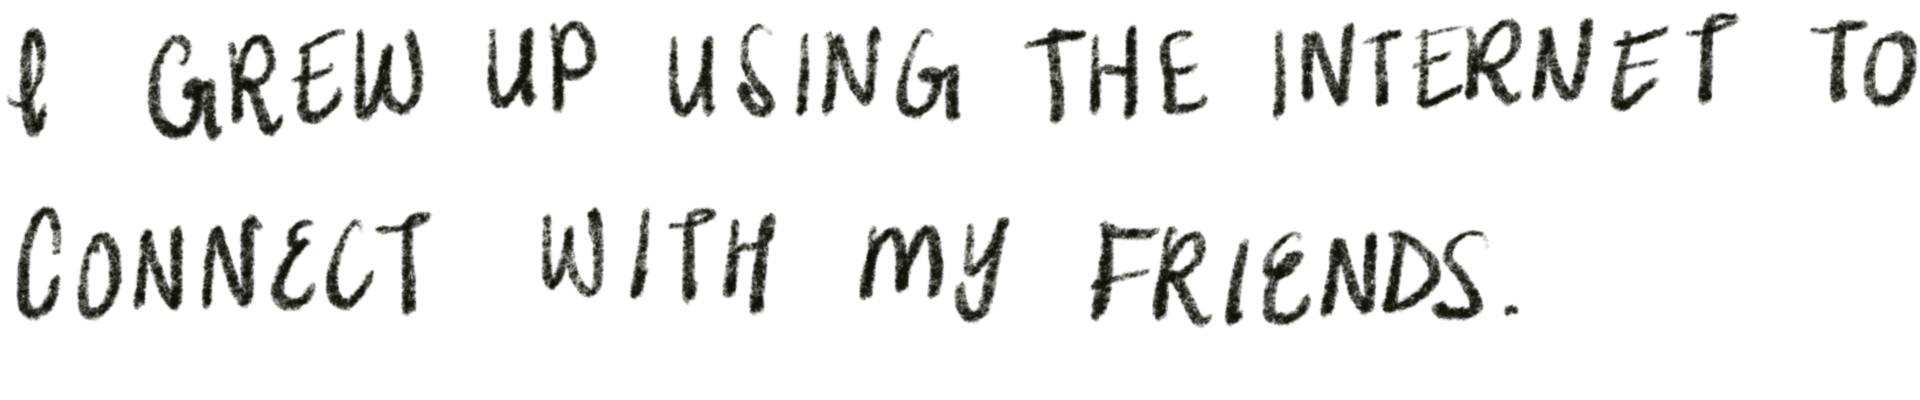 I GREW UP USING THE INTERNET TO
CONNECT WITH MY FRIENDS.